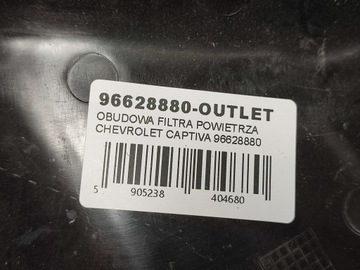 96628880-OUTLET
OBUDOWA FILTRA POWIETRZA
CHEVROLET CAPTIVA 96628880
5 905238 404680